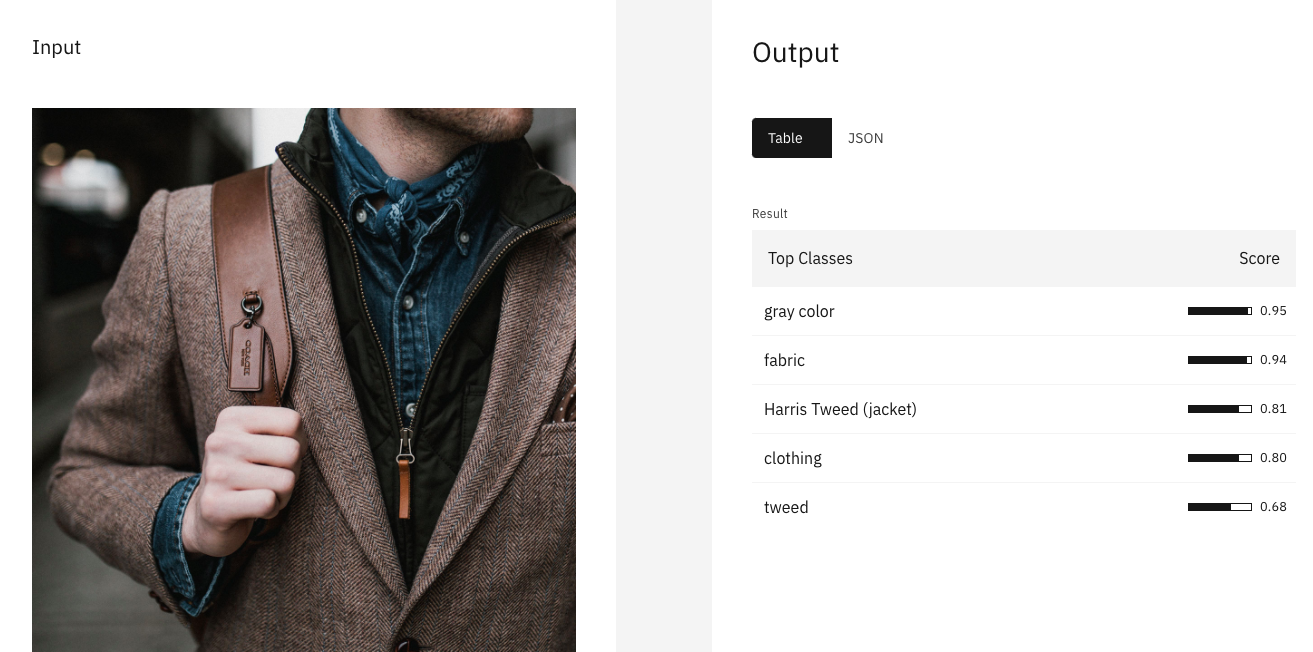 Input
COACH
Output
Table
JSON
Result
Top Classes Score
gray color 0.95
fabric 0.94
Harris Tweed (jacket) 0.81
clothing 0.80
tweed 0.68